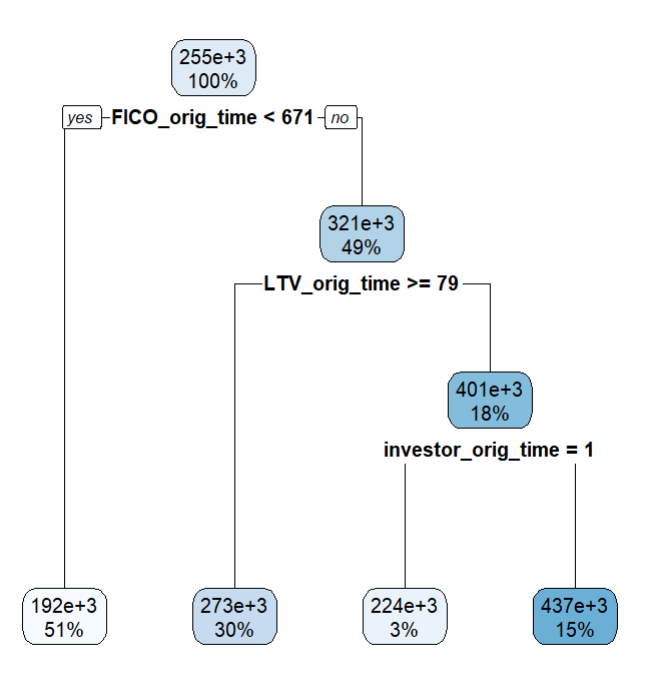 255e+3
100%
yes FICO_orig_time < 671 no
321e+3
49%
LTV_orig_time >= 79
401e+3
18%
investor_orig_time = 1
192e+3 273e+3 224e+3 437e+3
51% 30% 3% 15%